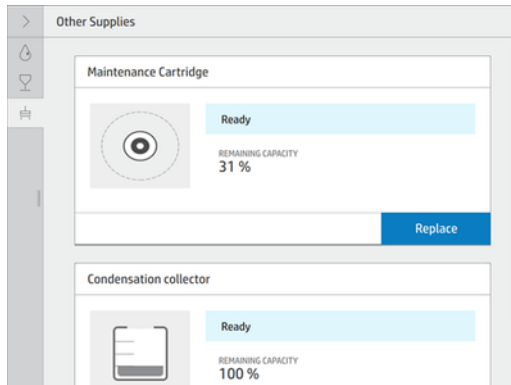 Other Supplies
Maintenance Cartridge
Ready
REMAINING CAPACITY
31 %
Replace
Condensation collector
Ready
REMAINING CAPACITY
100 %